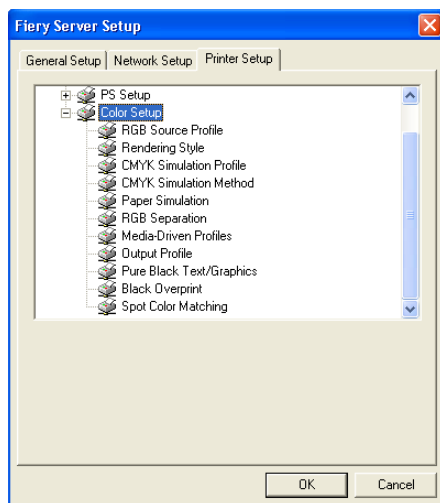 Fiery Server Setup
General Setup Network Setup Printer Setup
PS Setup
Color Setup
RGB Source Profile
Rendering Style
CMYK Simulation Profile
CMYK Simulation Method
Paper Simulation
RGB Separation
Media-Driven Profiles
Output Profile
Pure Black Text/Graphics
Black Overprint
Spot Color Matching
OK Cancel